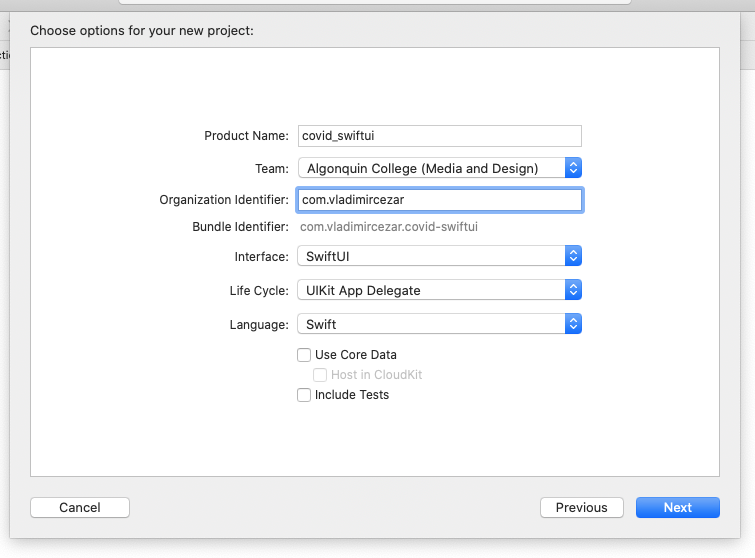 Choose options for your new project:
Product Name: covid_swiftui
Team: Algonquin College (Media and Design)
Organization Identifier: com.vladimircezar
Bundle Identifier: com.vladimircezar.covid-swiftui
Interface: SwiftUI
Life Cycle: UIKit App Delegate
Language: Swift
Use Core Data
Host in CloudKit
Include Tests
Cancel Previous Next